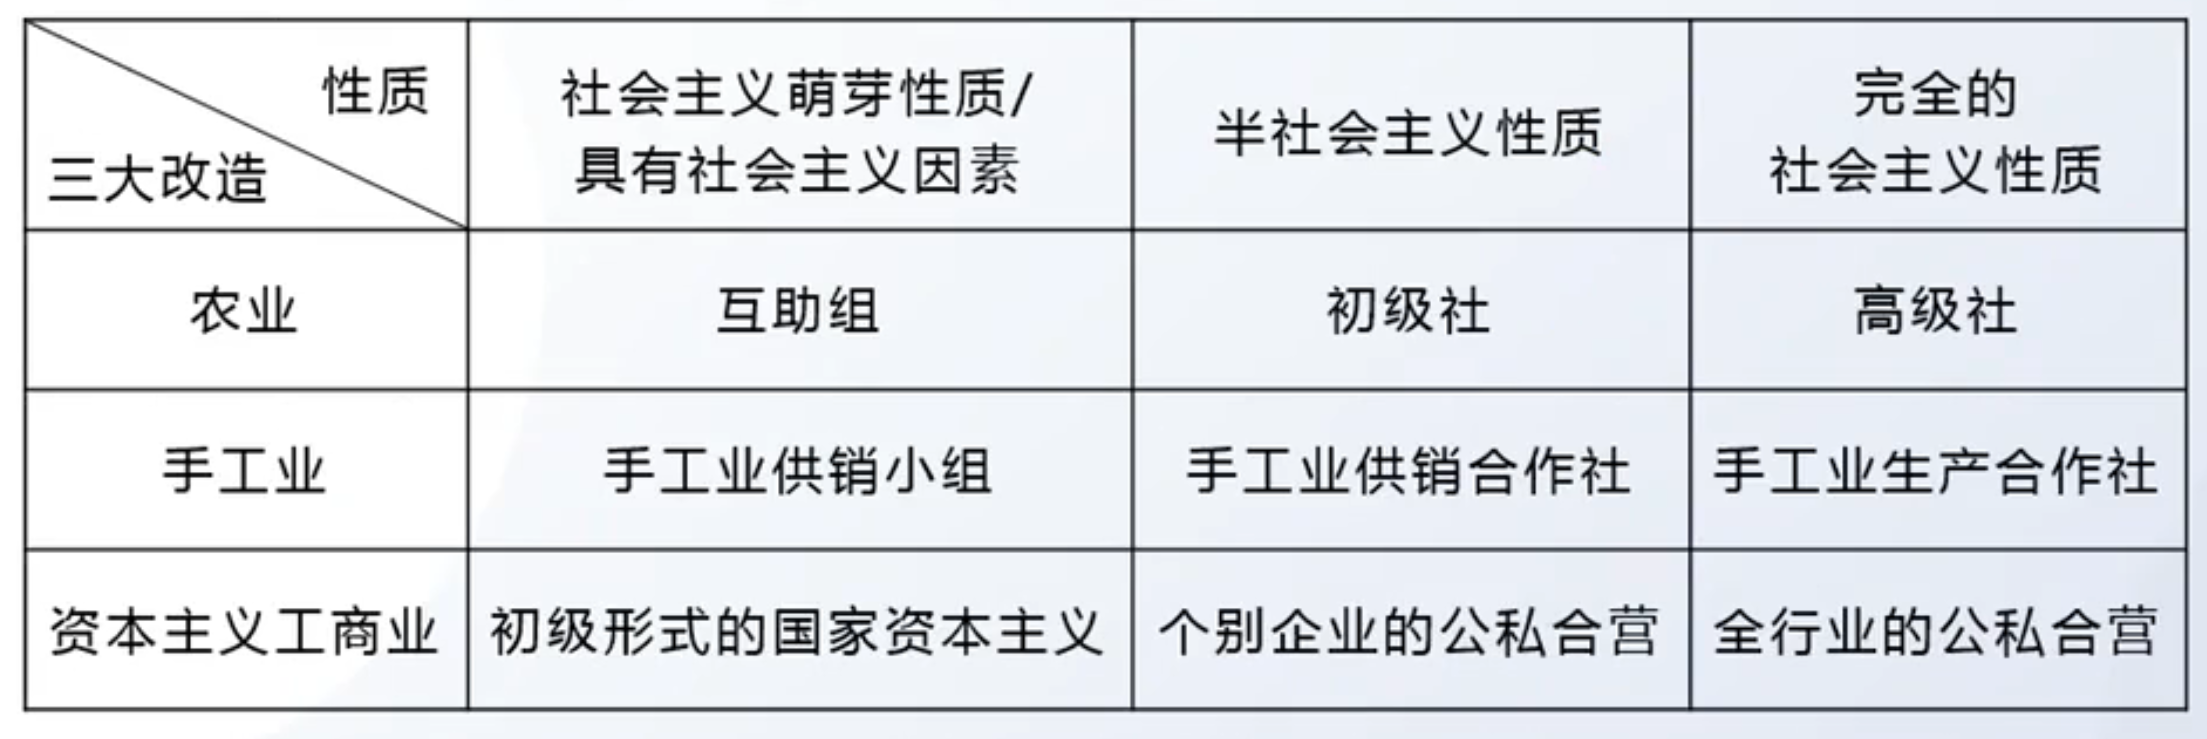 性质
三大改造
社会主义萌芽性质/
具有社会主义因素
半社会主义性质
完全的
社会主义性质
农业
互助组
初级社
高级社
手工业
手工业供销小组
手工业供销合作社
手工业生产合作社
资本主义工商业
初级形式的国家资本主义
个别企业的公私合营
全行业的公私合营